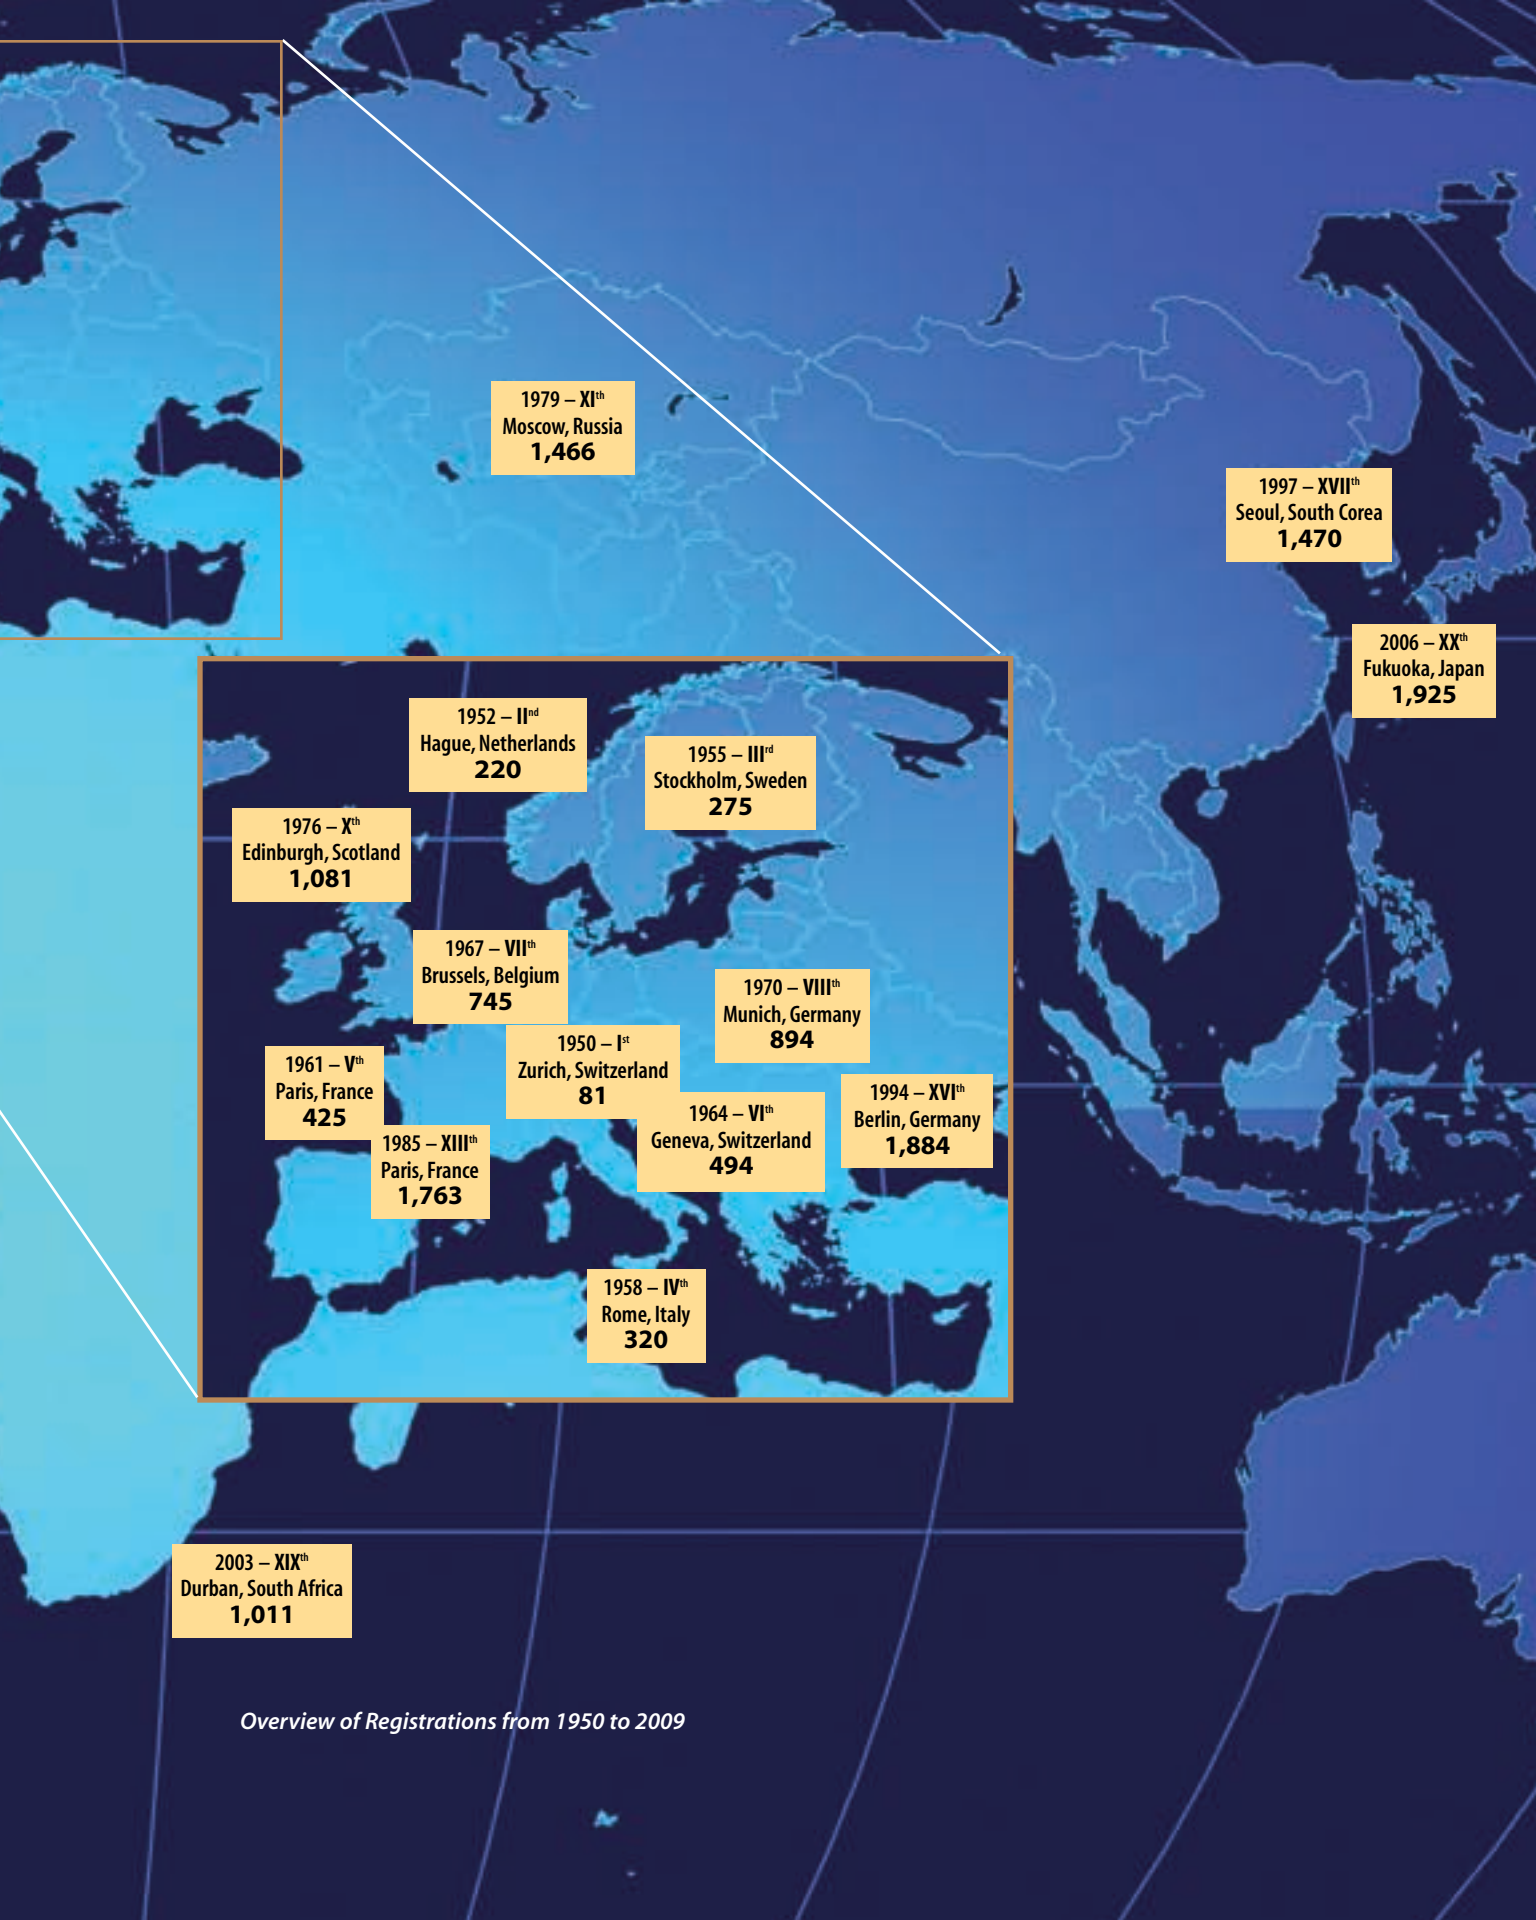 1979 – XIth
Moscow, Russia
1,466
1997 – XVIIth
Seoul, South Corea
1,470
2006 – XXth
Fukuoka, Japan
1,925
1952 – IInd
Hague, Netherlands
220
1955 – IIIrd
Stockholm, Sweden
275
1976 – Xth
Edinburgh, Scotland
1,081
1967 – VIIth
Brussels, Belgium
745
1970 – VIIIth
Munich, Germany
894
1950 – Ist
Zurich, Switzerland
81
1961 – Vth
Paris, France
425
1994 – XVIth
Berlin, Germany
1,884
1964 – VIth
Geneva, Switzerland
494
1985 – XIIIth
Paris, France
1,763
1958 – IVth
Rome, Italy
320
2003 – XIXth
Durban, South Africa
1,011
Overview of Registrations from 1950 to 2009